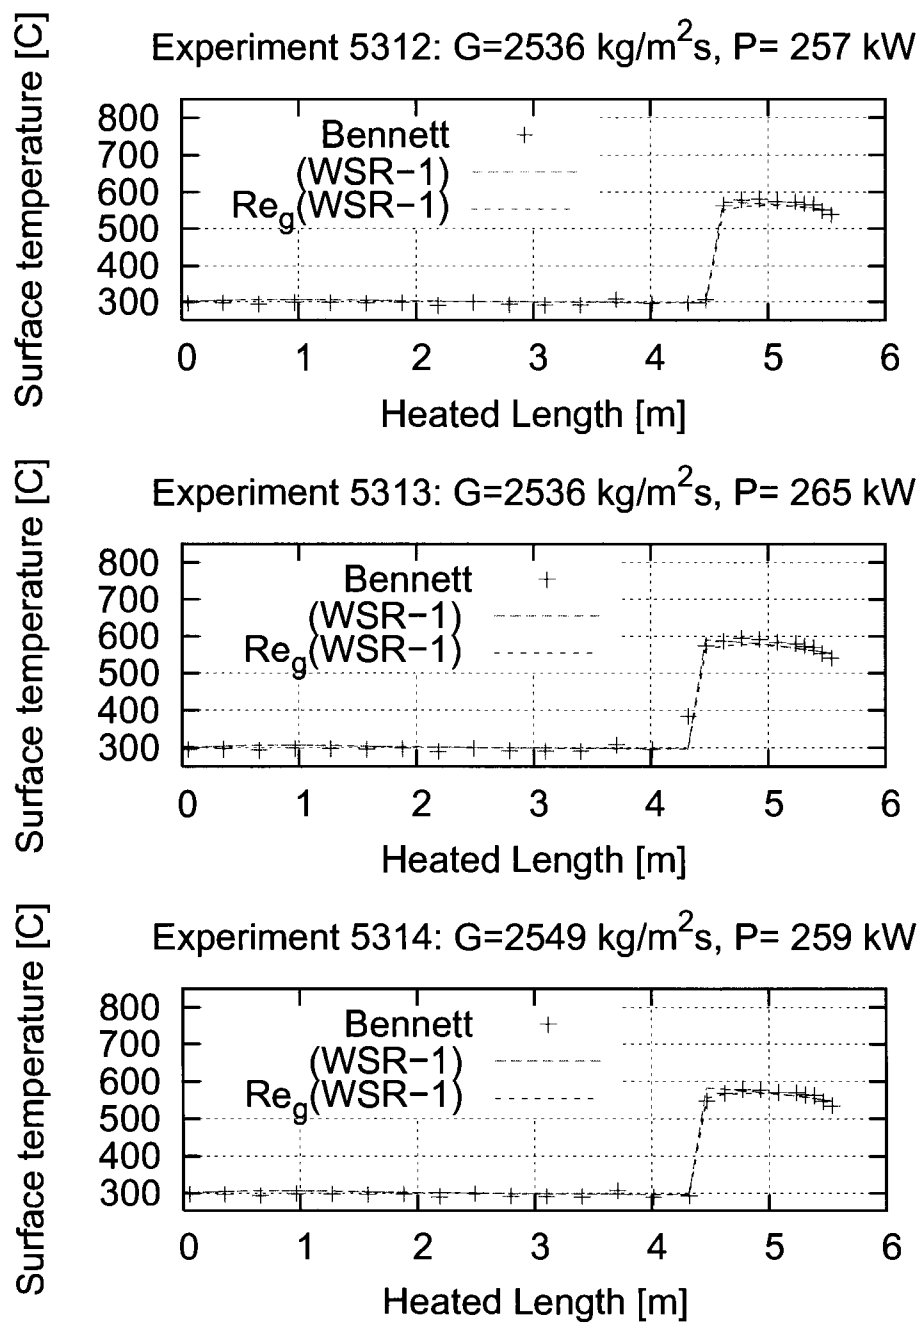 Experiment 5312: G=2536 kg/m²s, P= 257 kW
Surface temperature [C]
800
700
600
500
400
300
Bennett
(WSR−1)
Re_g(WSR−1)
0 1 2 3 4 5 6
Heated Length [m]
Experiment 5313: G=2536 kg/m²s, P= 265 kW
Surface temperature [C]
800
700
600
500
400
300
Bennett
(WSR−1)
Re_g(WSR−1)
0 1 2 3 4 5 6
Heated Length [m]
Experiment 5314: G=2549 kg/m²s, P= 259 kW
Surface temperature [C]
800
700
600
500
400
300
Bennett
(WSR−1)
Re_g(WSR−1)
0 1 2 3 4 5 6
Heated Length [m]